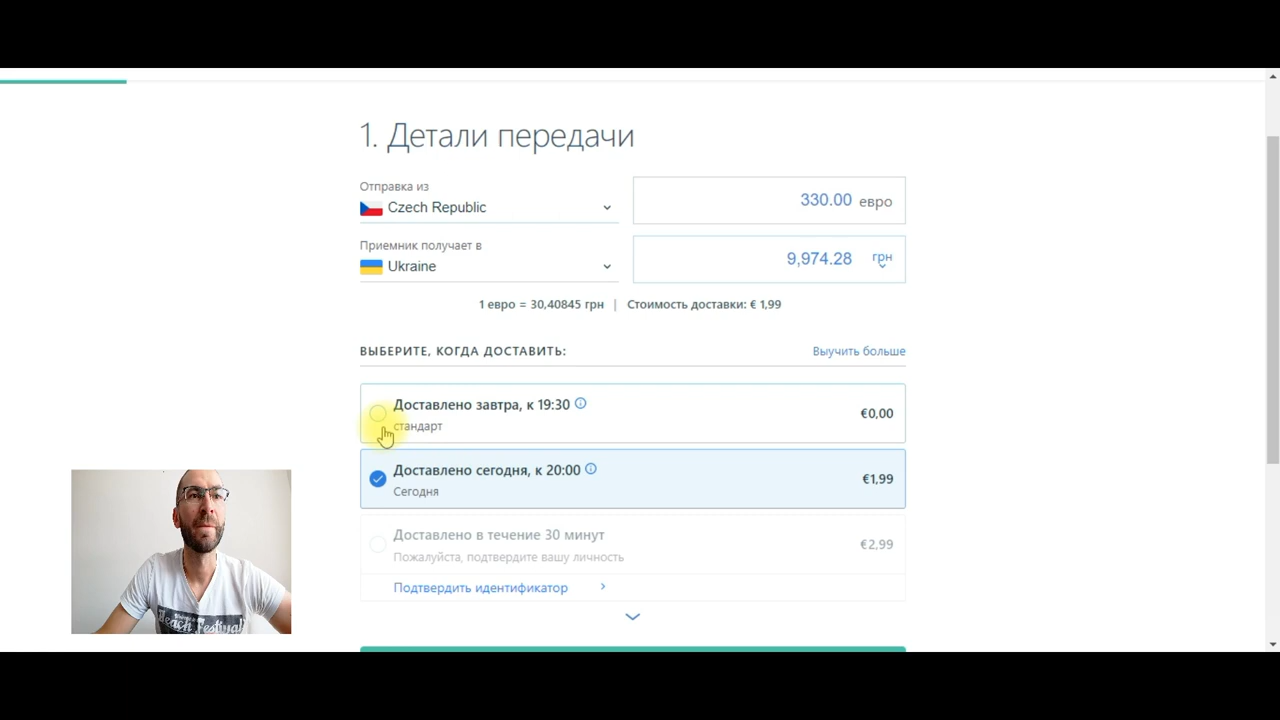 1. Детали передачи
Отправка из
Czech Republic
330.00 евро
Приемник получает в
Ukraine
9,974.28 грн
1 евро = 30,40845 грн | Стоимость доставки: € 1,99
ВЫБЕРИТЕ, КОГДА ДОСТАВИТЬ:
Выучить больше
Доставлено завтра, к 19:30
€0,00
стандарт
Доставлено сегодня, к 20:00
€1,99
Сегодня
Доставлено в течение 30 минут
€2,99
Пожалуйста, подтвердите вашу личность
Подтвердить идентификатор
Beach Festival